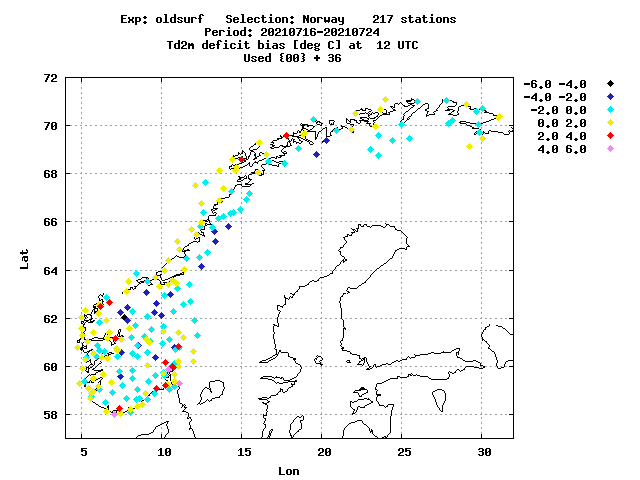 Exp: oldsurf Selection: Norway 217 stations
Period: 20210716-20210724
Td2m deficit bias [deg C] at 12 UTC
Used {00} + 36
72
70
68
66
64
62
60
58
Lat
5 10 15 20 25 30
Lon
-6.0 -4.0
-4.0 -2.0
-2.0 0.0
0.0 2.0
2.0 4.0
4.0 6.0